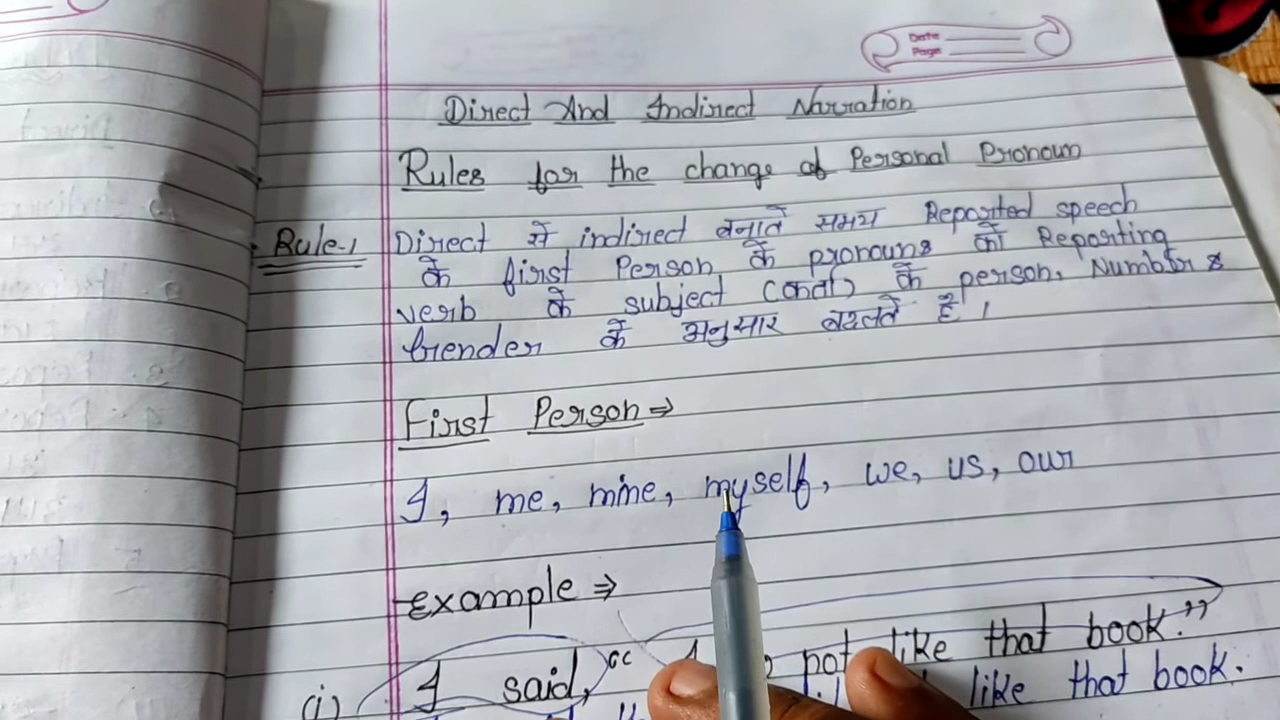 Date
Page
Direct And Indirect Narration
Rules for the change of Personal Pronoun
Rule-1 Direct से indirect बनाते समय Reported speech
के first Person के pronouns को Reporting
verb के subject (कर्ता) के person, Number &
Gender के अनुसार बदलते है ।
First Person ⇒
I, me, mine, myself, we, us, our
Example ⇒
(i) I said, “ I not like that book.”
like that book.